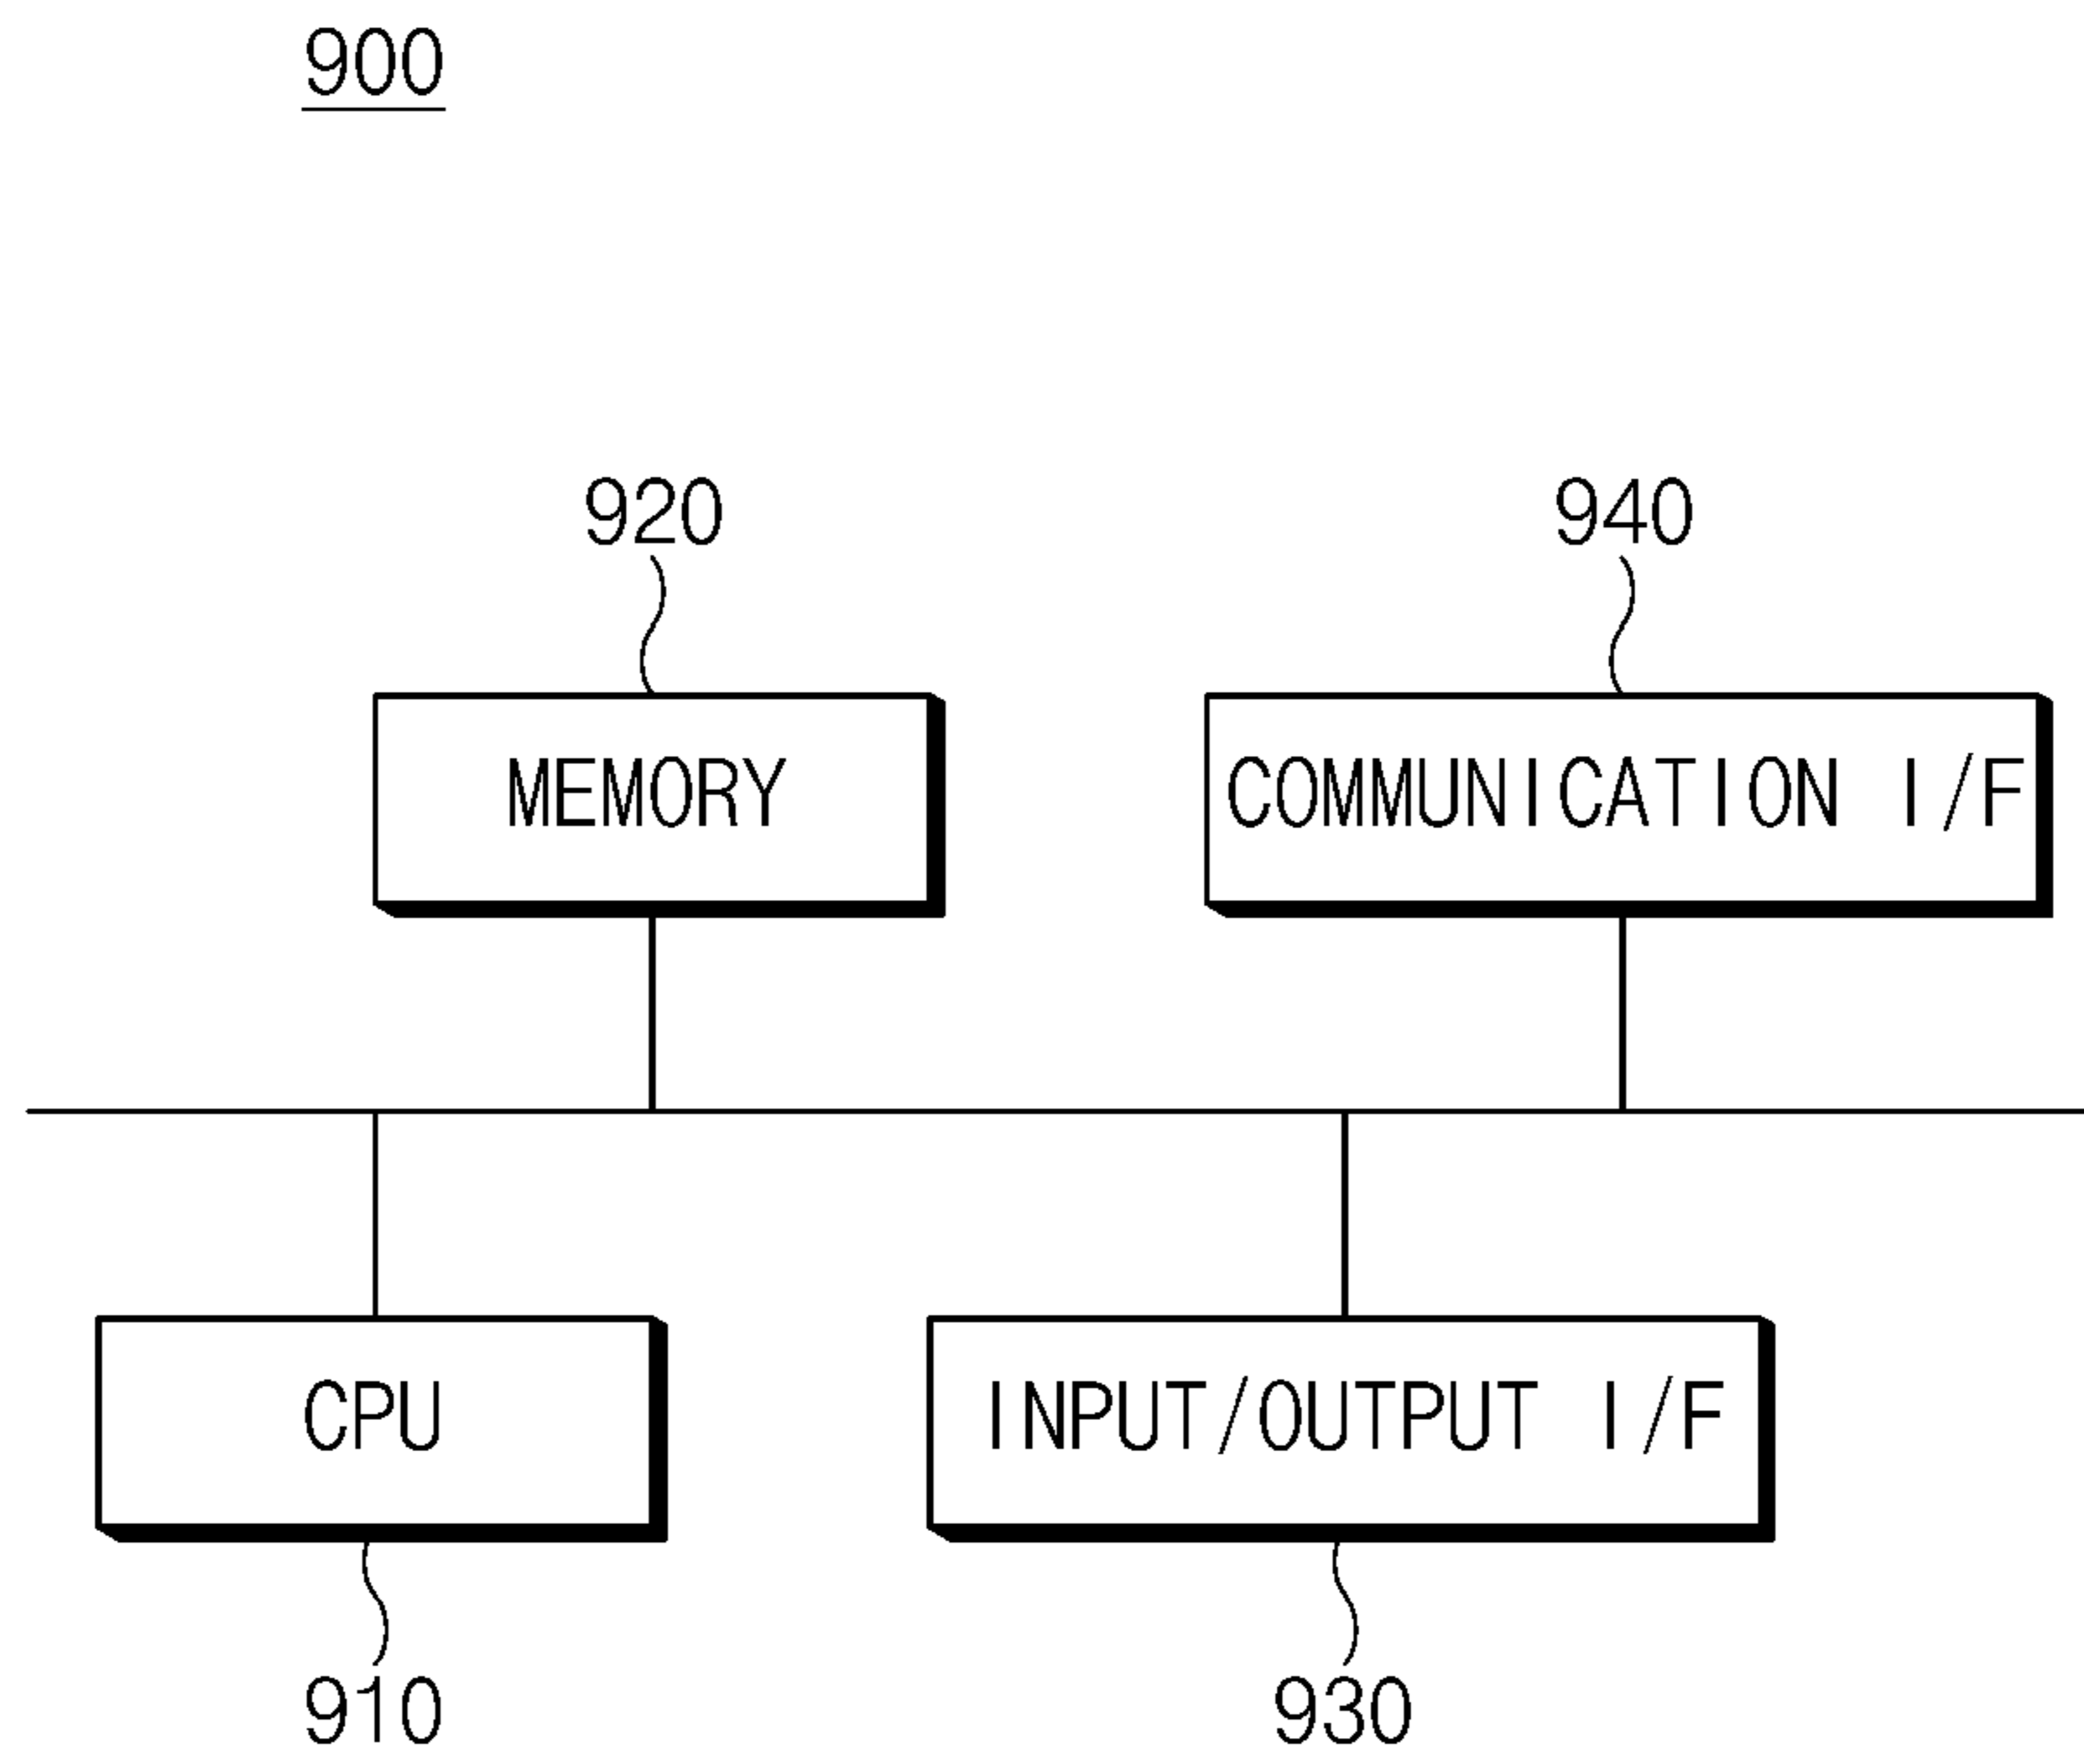 900
920
940
MEMORY
COMMUNICATION I/F
CPU
INPUT/OUTPUT I/F
910
930